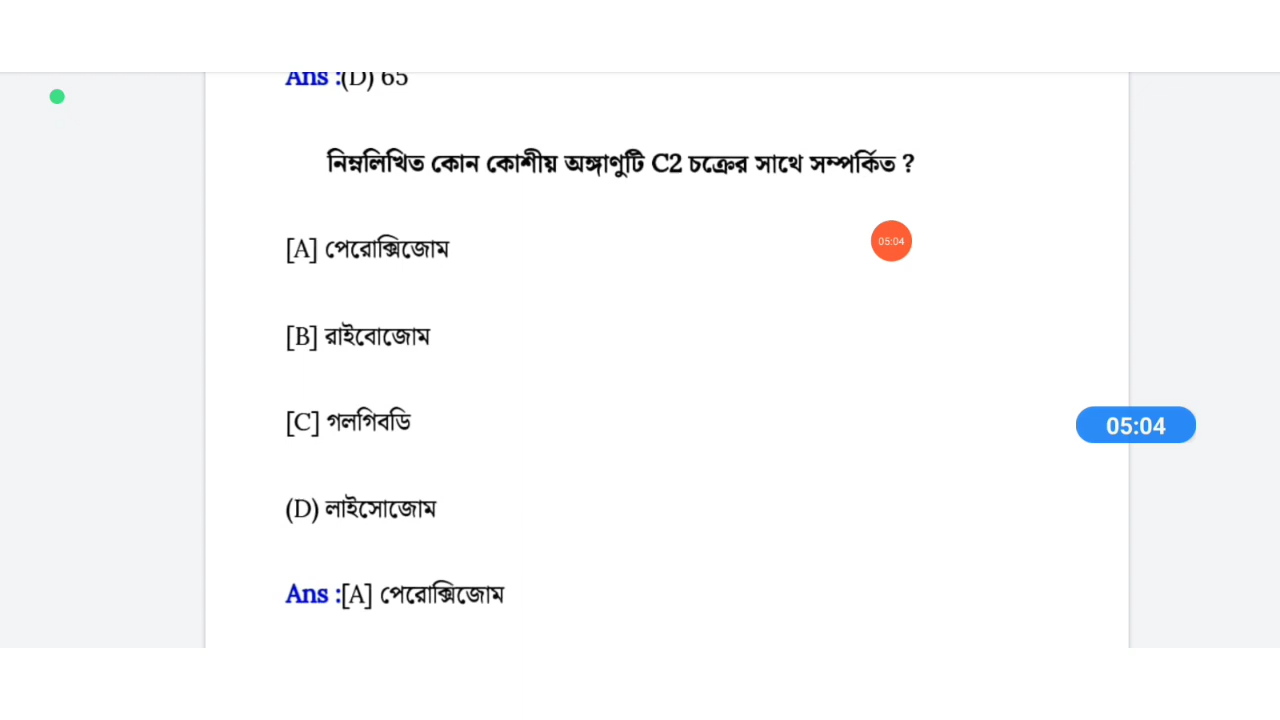 Ans :(D) 65
নিম্নলিখিত কোন কোশীয় অঙ্গাণুটি C2 চক্রের সাথে সম্পর্কিত ?
[A] পেরোক্সিজোম
05:04
[B] রাইবোজোম
[C] গলগিবডি
05:04
(D) লাইসোজোম
Ans :[A] পেরোক্সিজোম